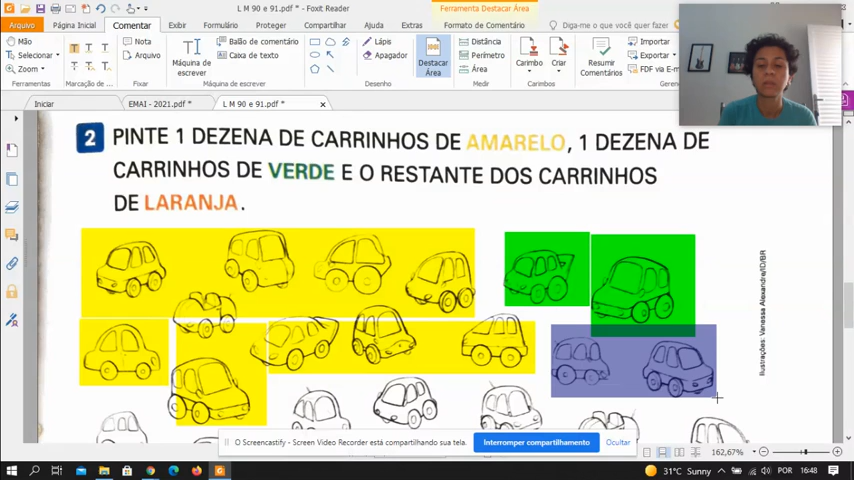 L M 90 e 91.pdf * - Foxit Reader
Ferramenta Destacar Área
Arquivo
Página Inicial
Comentar
Exibir
Formulário
Proteger
Compartilhar
Ajuda
Extras
Formato de Comentário
Diga-me o que quer fazer...
Mão
Selecionar
Zoom
Marcação de ...
Nota
Arquivo
Fixar
Máquina de escrever
Balão de comentário
Caixa de texto
Máquina de escrever
Lápis
Apagador
Desenho
Destacar Área
Distância
Perímetro
Área
Medir
Carimbo
Criar
Carimbos
Resumir Comentários
Importar
Exportar
FDF via E-m
Iniciar
EMAI - 2021.pdf *
L M 90 e 91.pdf *
2 PINTE 1 DEZENA DE CARRINHOS DE AMARELO, 1 DEZENA DE
CARRINHOS DE VERDE E O RESTANTE DOS CARRINHOS
DE LARANJA.
Ilustrações: Vanessa Alexandre/ID/BR
O Screencastify - Screen Video Recorder está compartilhando sua tela.
Interromper compartilhamento
Ocultar
162,67%
31°C Sunny
POR
16:48